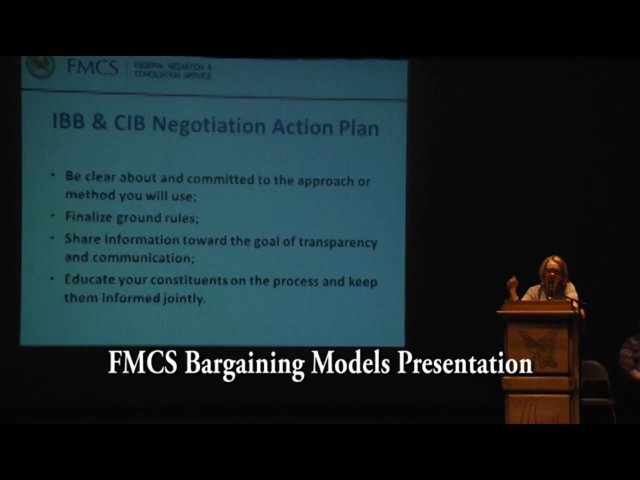 FMCS
FEDERAL MEDIATION &
CONCILIATION SERVICE
IBB & CIB Negotiation Action Plan
• Be clear about and committed to the approach or
method you will use;
• Finalize ground rules;
• Share information toward the goal of transparency
and communication;
• Educate your constituents on the process and keep
them informed jointly.
FMCS Bargaining Models Presentation